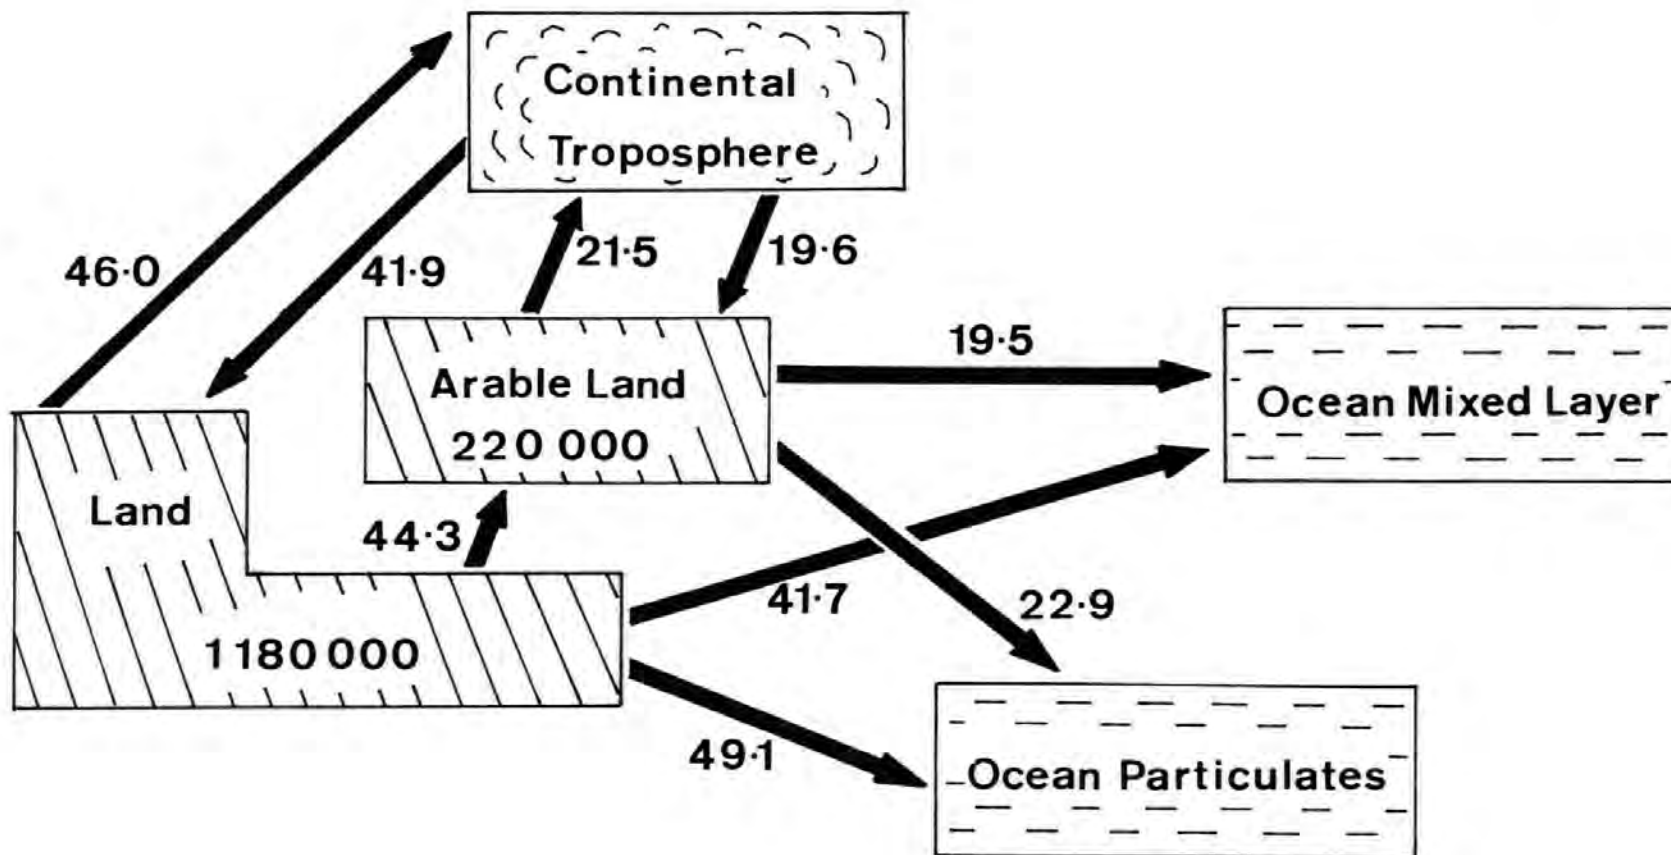 Continental
Troposphere
46·0
41·9
21·5
19·6
19·5
Arable Land
220 000
Ocean Mixed Layer
Land
44·3
41·7
22·9
1180 000
49·1
Ocean Particulates